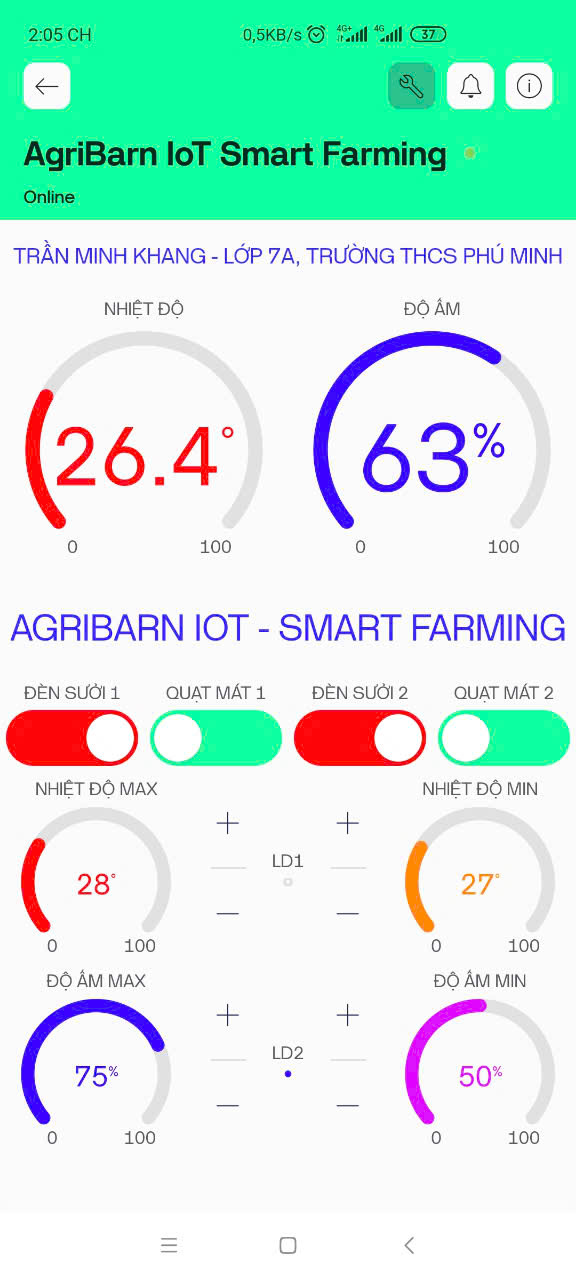 2:05 CH 0,5KB/s 4G+ 4G 37
AgriBarn IoT Smart Farming
Online
TRẦN MINH KHANG - LỚP 7A, TRƯỜNG THCS PHÚ MINH
NHIỆT ĐỘ ĐỘ ẨM
26.4° 63%
0 100 0 100
AGRIBARN IOT - SMART FARMING
ĐÈN SƯỞI 1 QUẠT MÁT 1 ĐÈN SƯỞI 2 QUẠT MÁT 2
NHIỆT ĐỘ MAX NHIỆT ĐỘ MIN
+ +
LD1
28° 27°
— —
0 100 0 100
ĐỘ ẨM MAX ĐỘ ẨM MIN
+ +
LD2
75% 50%
— —
0 100 0 100